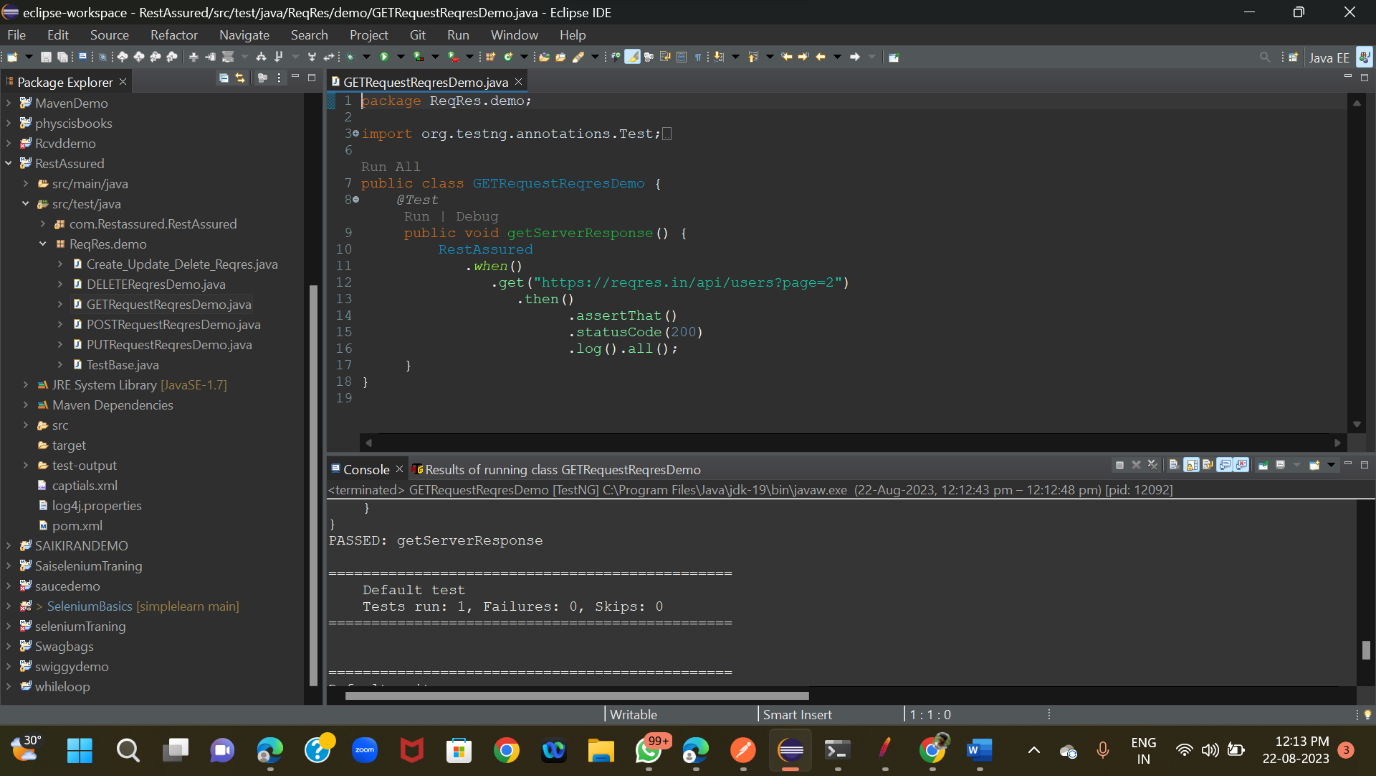 eclipse-workspace - RestAssured/src/test/java/ReqRes/demo/GETRequestReqresDemo.java - Eclipse IDE
File Edit Source Refactor Navigate Search Project Git Run Window Help
Java EE
Package Explorer
MavenDemo
physcisbooks
Rcvddemo
RestAssured
src/main/java
src/test/java
com.Restassured.RestAssured
ReqRes.demo
Create_Update_Delete_Reqres.java
DELETEReqresDemo.java
GETRequestReqresDemo.java
POSTRequestReqresDemo.java
PUTRequestReqresDemo.java
TestBase.java
JRE System Library [JavaSE-1.7]
Maven Dependencies
src
target
test-output
captials.xml
log4j.properties
pom.xml
SAIKIRANDEMO
SaiseleniumTraning
saucedemo
> SeleniumBasics [simplelearn main]
seleniumTraning
Swagbags
swiggydemo
whileloop
GETRequestReqresDemo.java
1 package ReqRes.demo;
2
3 import org.testng.annotations.Test;
6
Run All
7 public class GETRequestReqresDemo {
8 @Test
Run | Debug
9 public void getServerResponse() {
10 RestAssured
11 .when()
12 .get("https://reqres.in/api/users?page=2")
13 .then()
14 .assertThat()
15 .statusCode(200)
16 .log().all();
17 }
18 }
19
Console Results of running class GETRequestReqresDemo
<terminated> GETRequestReqresDemo [TestNG] C:\Program Files\Java\jdk-19\bin\javaw.exe (22-Aug-2023, 12:12:43 pm – 12:12:48 pm) [pid: 12092]
}
}
PASSED: getServerResponse
===============================================
Default test
Tests run: 1, Failures: 0, Skips: 0
===============================================
===============================================
Writable Smart Insert 1 : 1 : 0
30°
zoom
99+
ENG
IN
12:13 PM
22-08-2023
3